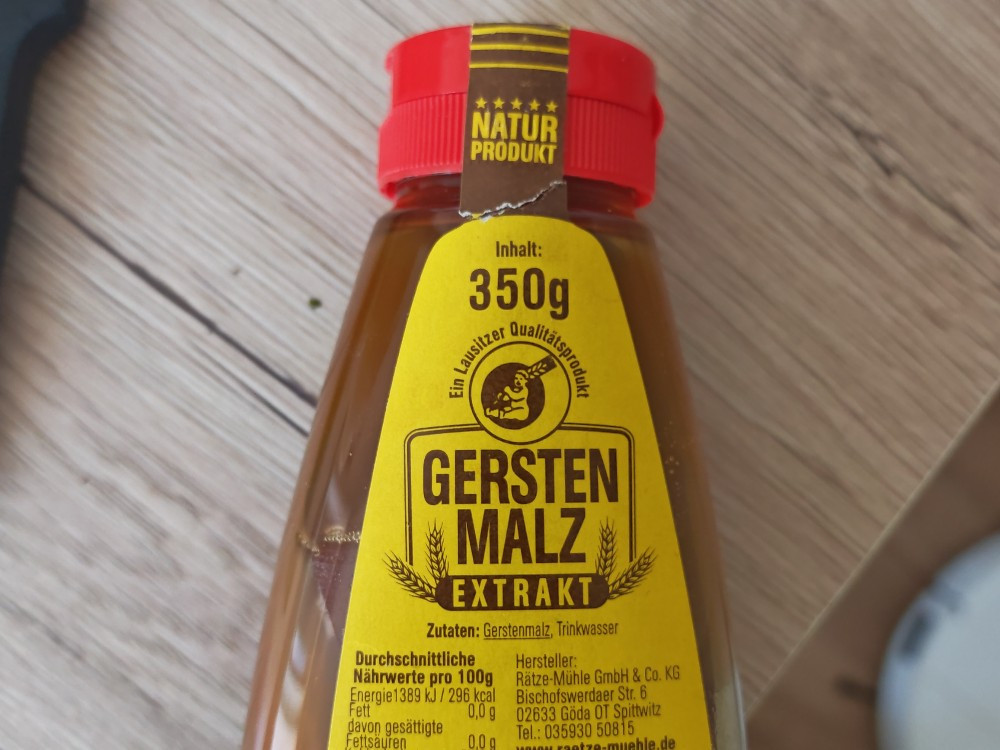 NATUR
PRODUKT
Inhalt:
350g
Ein Lausitzer Qualitätsprodukt
GERSTEN
MALZ
EXTRAKT
Zutaten: Gerstenmalz, Trinkwasser
Durchschnittliche
Nährwerte pro 100g
Energie1389 kJ / 296 kcal
Fett 0,0 g
davon gesättigte
Fettsäuren 0,0 g
Hersteller:
Rätze-Mühle GmbH & Co. KG
Bischofswerdaer Str. 6
02633 Göda OT Spittwitz
Tel.: 035930 50815
www.raetze-muehle.de